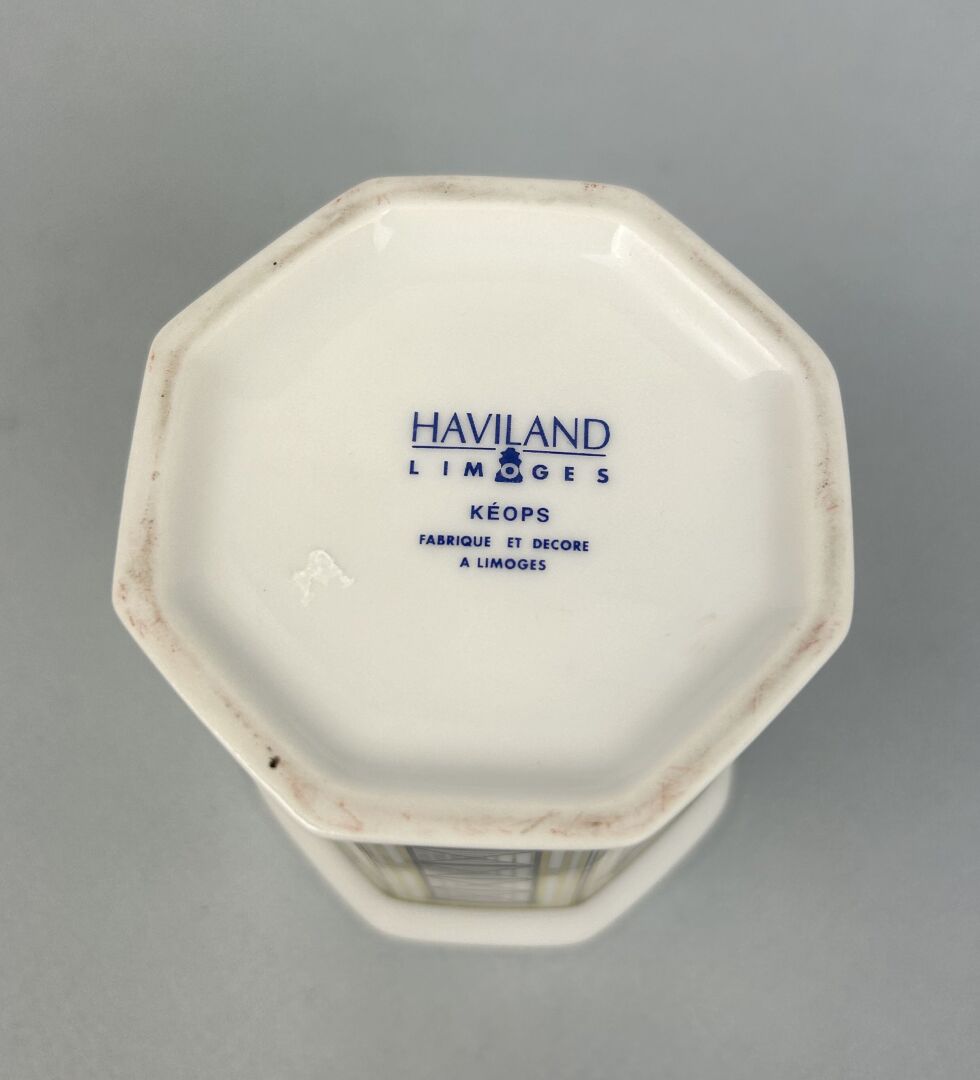 HAVILAND
LIMOGES
KÉOPS
FABRIQUE ET DECORE
A LIMOGES